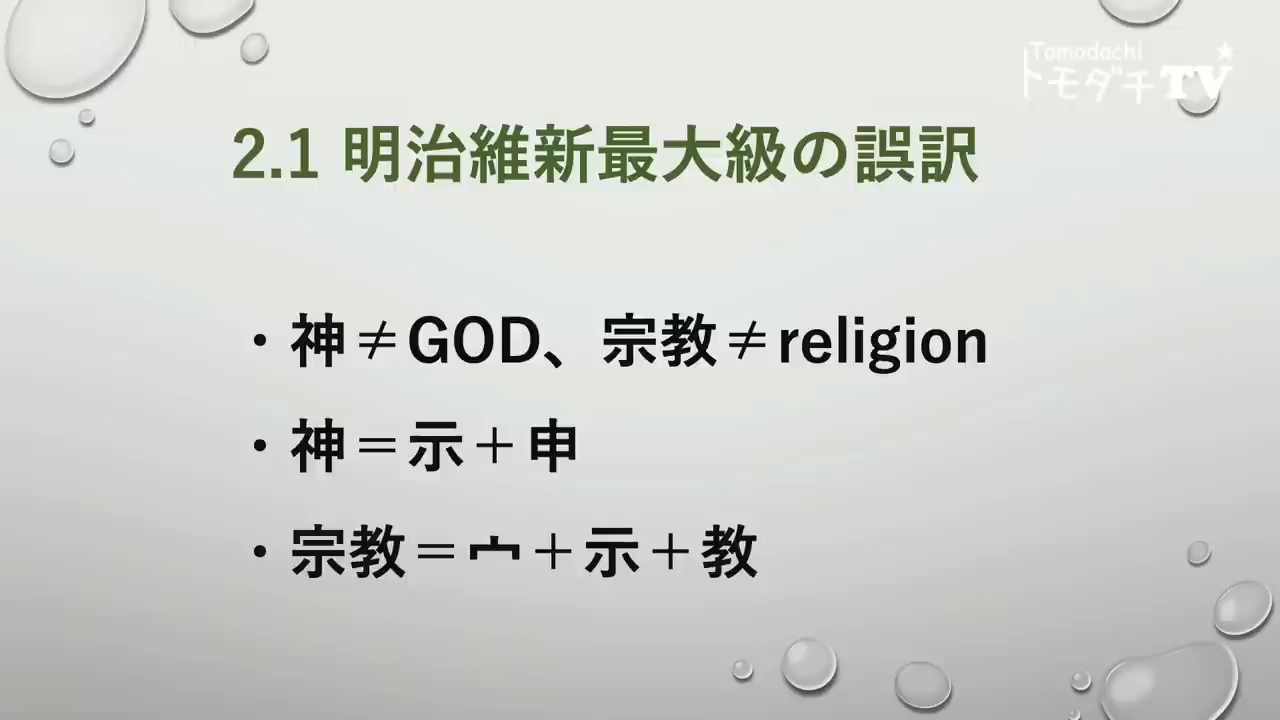 Tomodachi
トモダチTV
2.1 明治維新最大級の誤訳
・神≠GOD、宗教≠religion
・神＝示＋申
・宗教＝宀＋示＋教